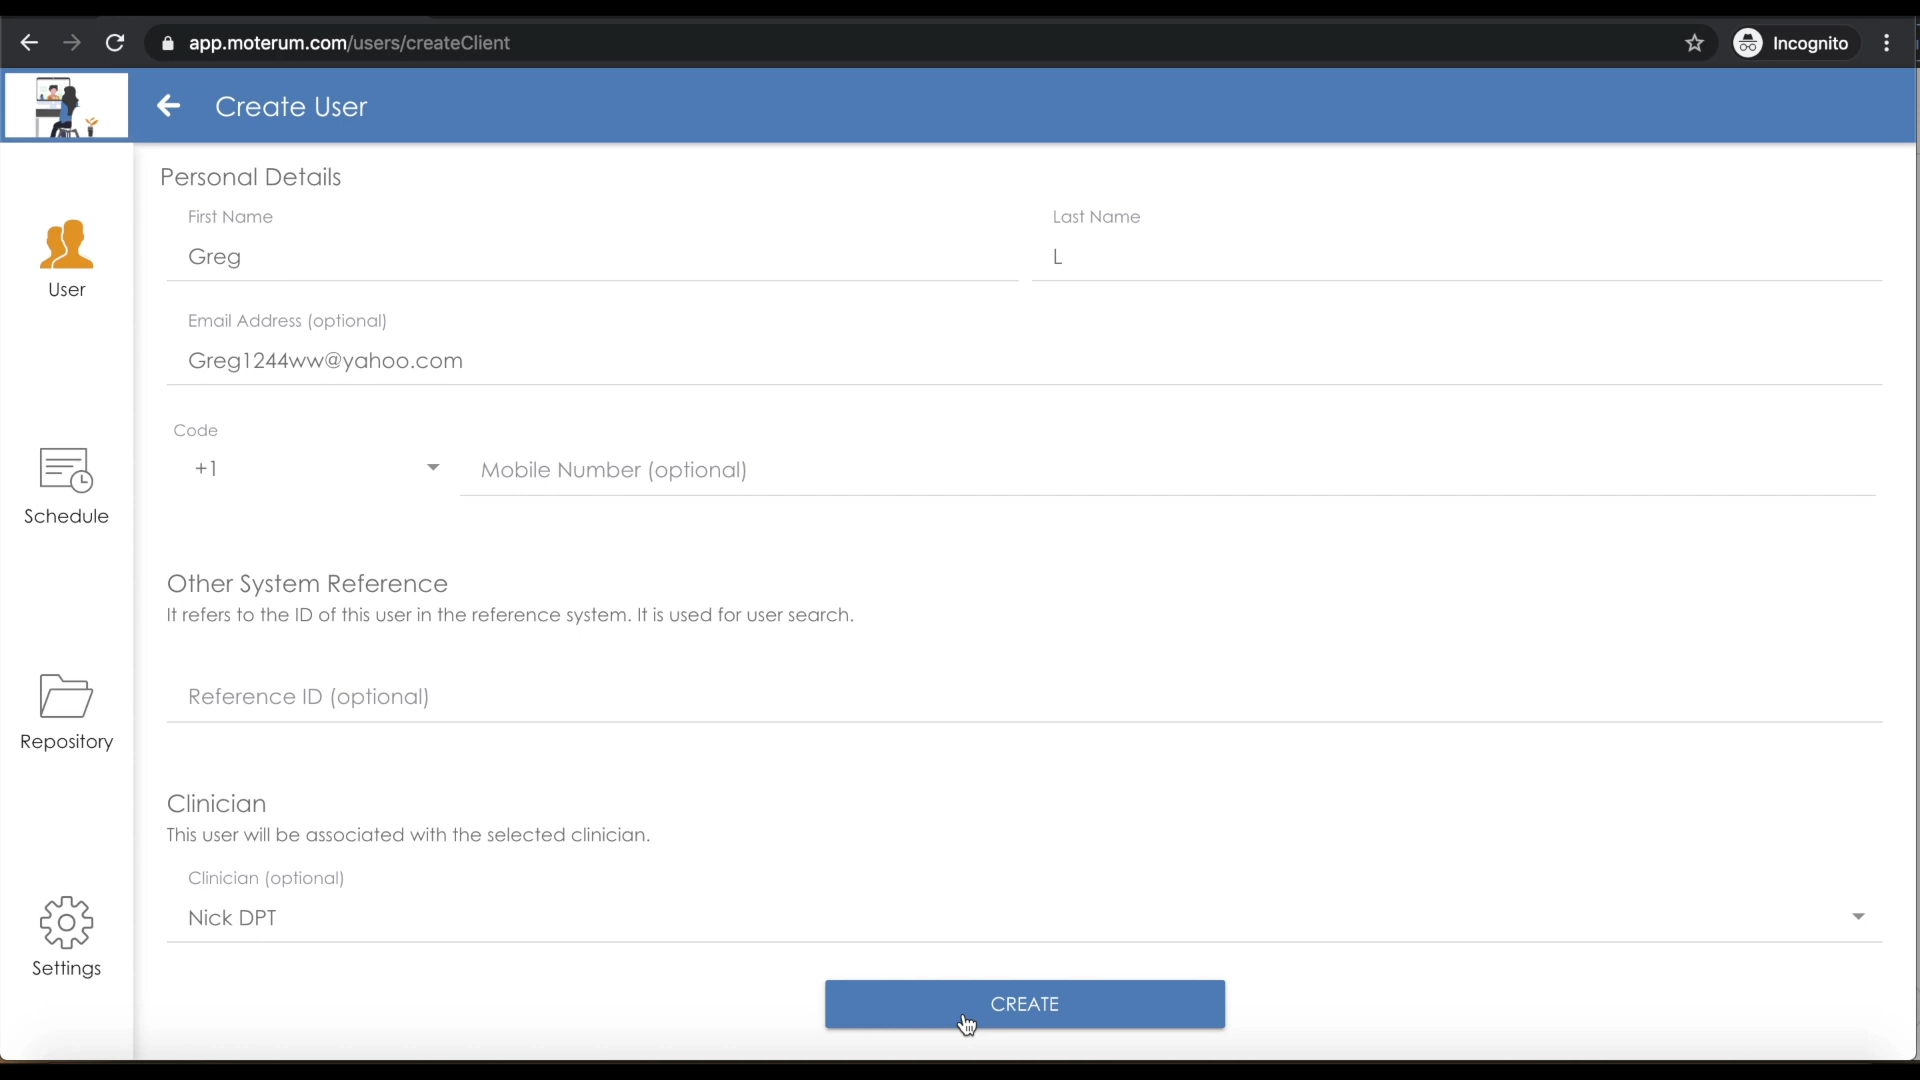 app.moterum.com/users/createClient
Incognito
Create User
Personal Details
First Name
Last Name
Greg
L
User
Email Address (optional)
Greg1244ww@yahoo.com
Code
+1
Mobile Number (optional)
Schedule
Other System Reference
It refers to the ID of this user in the reference system. It is used for user search.
Reference ID (optional)
Repository
Clinician
This user will be associated with the selected clinician.
Clinician (optional)
Nick DPT
Settings
CREATE